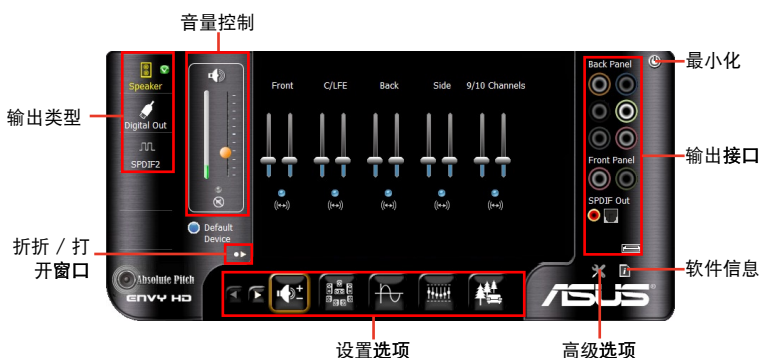 音量控制
最小化
Speaker
Digital Out
SPDIF2
输出类型
Front
C/LFE
Back
Side
9/10 Channels
Back Panel
Front Panel
SPDIF Out
输出接口
Default
Device
折折 / 打
开窗口
Absolute Pitch
ENVY HD
ASUS
软件信息
设置选项
高级选项